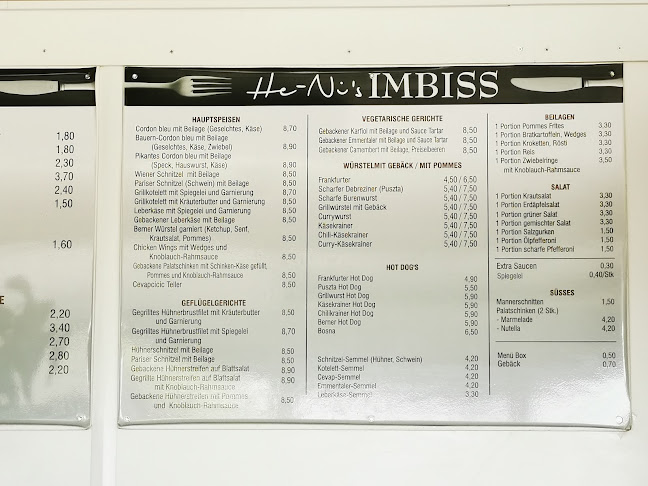 1,80
1,80
2,30
3,70
2,40
1,50
1,60
2,20
3,40
2,70
2,80
2,20
He-Nü's IMBISS
HAUPTSPEISEN
Cordon bleu mit Beilage (Geselchtes, Käse) 8,70
Bauern-Cordon bleu mit Beilage
(Geselchtes, Käse, Zwiebel) 8,90
Pikantes Cordon bleu mit Beilage
(Speck, Hauswurst, Käse) 8,90
Wiener Schnitzel mit Beilage 8,50
Pariser Schnitzel (Schwein) mit Beilage 8,50
Grillkotelett mit Spiegelei und Garnierung 8,50
Grillkotelett mit Kräuterbutter und Garnierung 8,50
Leberkäse mit Spiegelei und Garnierung 8,50
Gebackener Leberkäse mit Beilage 8,50
Berner Würstel garniert (Ketchup, Senf,
Krautsalat, Pommes) 8,50
Chicken Wings mit Wedges und
Knoblauch-Rahmsauce 8,50
Gebackene Palatschinken mit Schinken-Käse gefüllt,
Pommes und Knoblauch-Rahmsauce 8,50
Cevapcicic Teller 8,50
GEFLÜGELGERICHTE
Gegrilltes Hühnerbrustfilet mit Kräuterbutter
und Garnierung 8,50
Gegrilltes Hühnerbrustfilet mit Spiegelei 8,70
und Garnierung
Hühnerschnitzel mit Beilage 8,50
Pariser Schnitzel mit Beilage 8,50
Gebackene Hühnerstreifen auf Blattsalat 8,90
Gegrillte Hühnerstreifen auf Blattsalat 8,90
mit Knoblauch-Rahmsauce
Gebackene Hühnerstreifen mit Pommes
und Knoblauch-Rahmsauce 8,50
VEGETARISCHE GERICHTE
Gebackener Karfiol mit Beilage und Sauce Tartar 8,50
Gebackener Emmentaler mit Beilage und Sauce Tartar 8,50
Gebackener Camembert mit Beilage, Preiselbeeren 8,50
WÜRSTEL MIT GEBÄCK / MIT POMMES
Frankfurter 4,50 / 6,50
Scharfer Debreziner (Puszta) 5,40 / 7,50
Scharfe Burenwurst 5,40 / 7,50
Grillwürstel mit Gebäck 5,40 / 7,50
Currywurst 5,40 / 7,50
Käsekrainer 5,40 / 7,50
Chili-Käsekrainer 5,40 / 7,50
Curry-Käsekrainer 5,40 / 7,50
HOT DOG'S
Frankfurter Hot Dog 4,90
Puszta Hot Dog 5,50
Grillwurst Hot Dog 5,90
Käsekrainer Hot Dog 5,90
Chilikrainer Hot Dog 5,90
Berner Hot Dog 6,90
Bosna 6,50
Schnitzel-Semmel (Hühner, Schwein) 4,20
Kotelett-Semmel 4,20
Cevap-Semmel 4,20
Emmentaler-Semmel 4,20
Leberkäse-Semmel 3,30
BEILAGEN
1 Portion Pommes Frites 3,30
1 Portion Bratkartoffeln, Wedges 3,30
1 Portion Kroketten, Rösti 3,30
1 Portion Reis 3,30
1 Portion Zwiebelringe 3,50
mit Knoblauch-Rahmsauce
SALAT
1 Portion Krautsalat 3,30
1 Portion Erdäpfelsalat 3,30
1 Portion grüner Salat 3,30
1 Portion gemischter Salat 3,30
1 Portion Salzgurken 1,50
1 Portion Ölpfefferoni 1,50
1 Portion scharfe Pfefferoni 1,50
Extra Saucen 0,30
Spiegelei 0,40/Stk
SÜSSES
Mannerschnitten 1,50
Palatschinken (2 Stk.)
- Marmelade 4,20
- Nutella 4,20
Menü Box 0,50
Gebäck 0,70